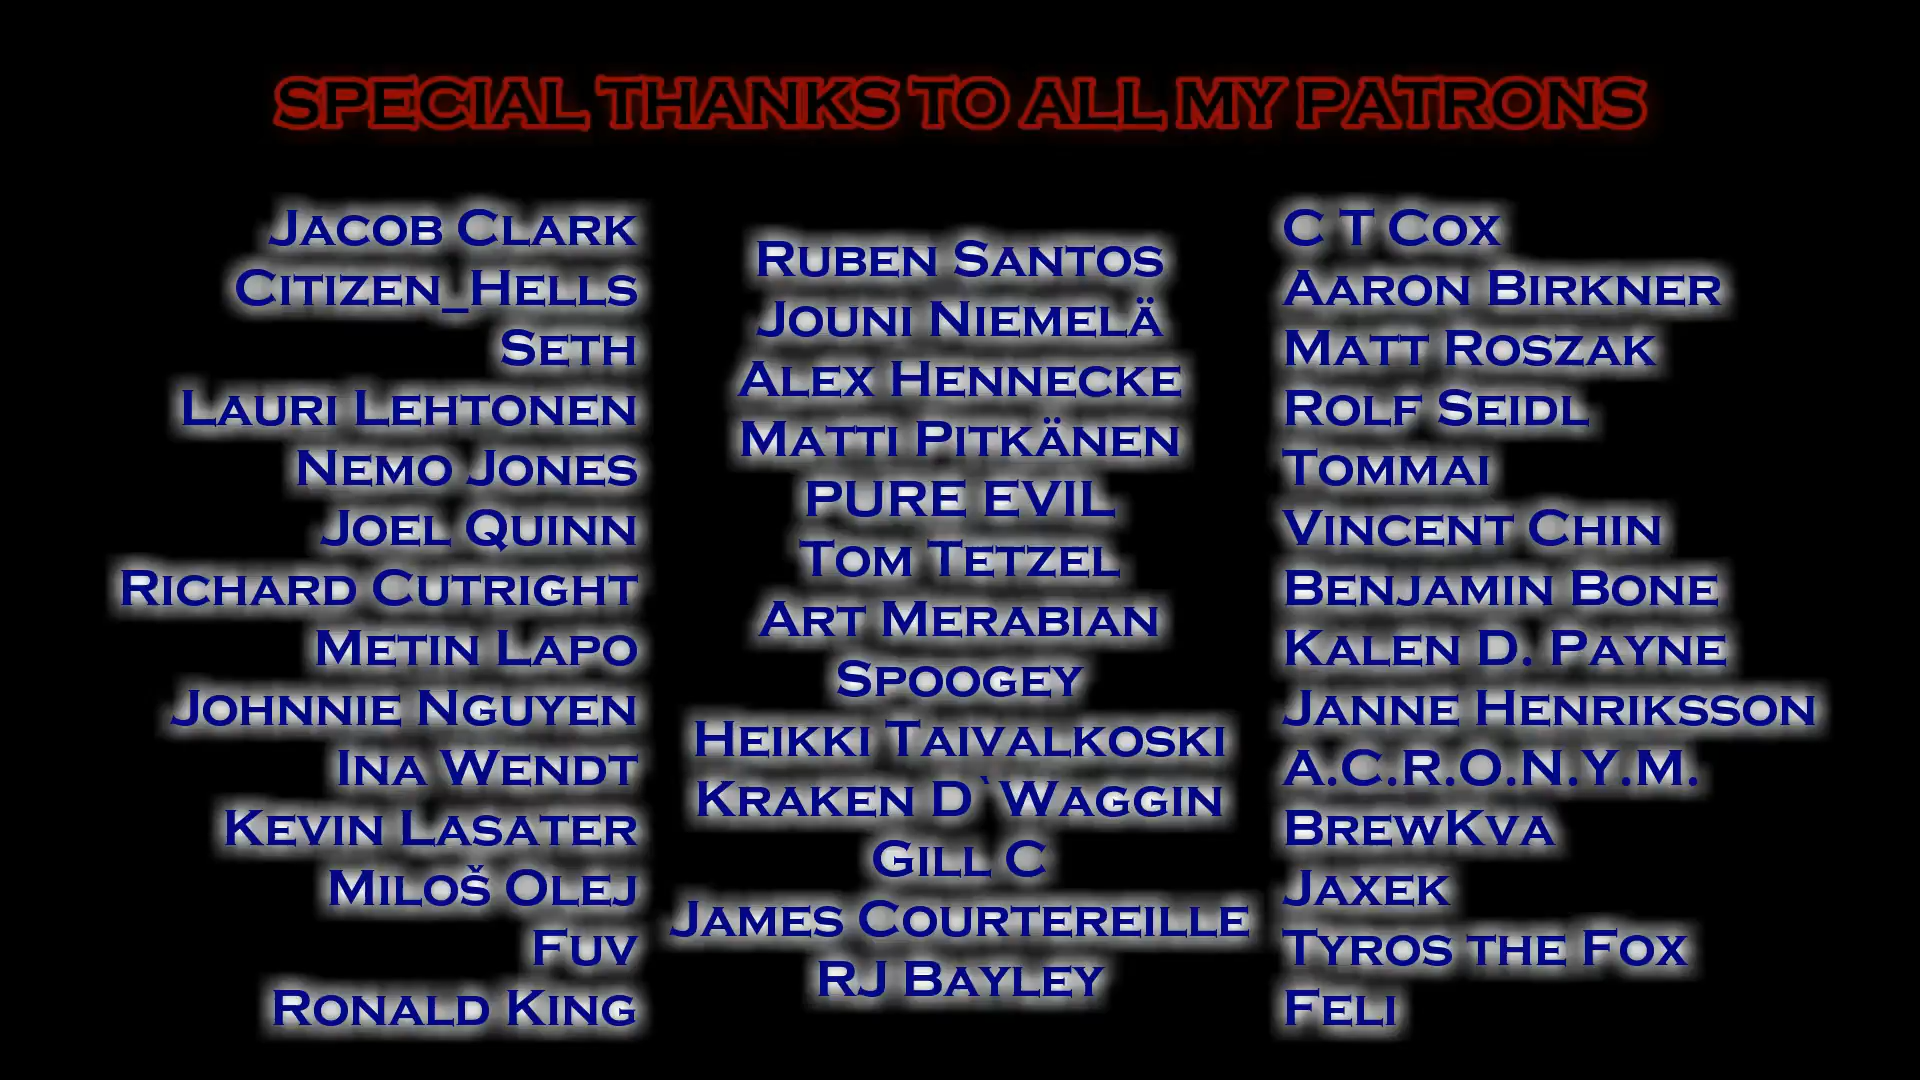 SPECIAL THANKS TO ALL MY PATRONS
Jacob Clark
Citizen_Hells
Seth
Lauri Lehtonen
Nemo Jones
Joel Quinn
Richard Cutright
Metin Lapo
Johnnie Nguyen
Ina Wendt
Kevin Lasater
Miloš Olej
Fuv
Ronald King
Ruben Santos
Jouni Niemelä
Alex Hennecke
Matti Pitkänen
PURE EVIL
Tom Tetzel
Art Merabian
Spoogey
Heikki Taivalkoski
Kraken D`Waggin
Gill C
James Courtereille
RJ Bayley
C T Cox
Aaron Birkner
Matt Roszak
Rolf Seidl
Tommai
Vincent Chin
Benjamin Bone
Kalen D. Payne
Janne Henriksson
A.C.R.O.N.Y.M.
BrewKva
Jaxek
Tyros the Fox
Feli